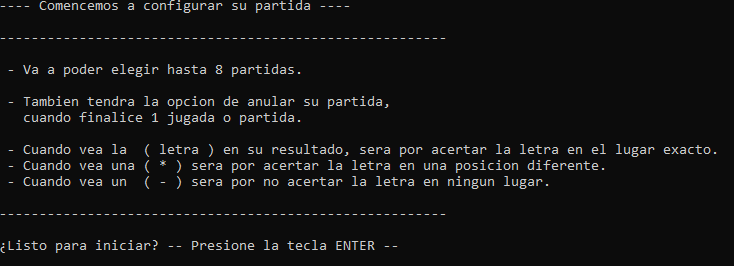 ---- Comencemos a configurar su partida ----
---------------------------------------------------------
- Va a poder elegir hasta 8 partidas.
- Tambien tendra la opcion de anular su partida,
cuando finalice 1 jugada o partida.
- Cuando vea la  ( letra ) en su resultado, sera por acertar la letra en el lugar exacto.
- Cuando vea una ( * ) sera por acertar la letra en una posicion diferente.
- Cuando vea un  ( - ) sera por no acertar la letra en ningun lugar.
---------------------------------------------------------
¿Listo para iniciar? -- Presione la tecla ENTER --